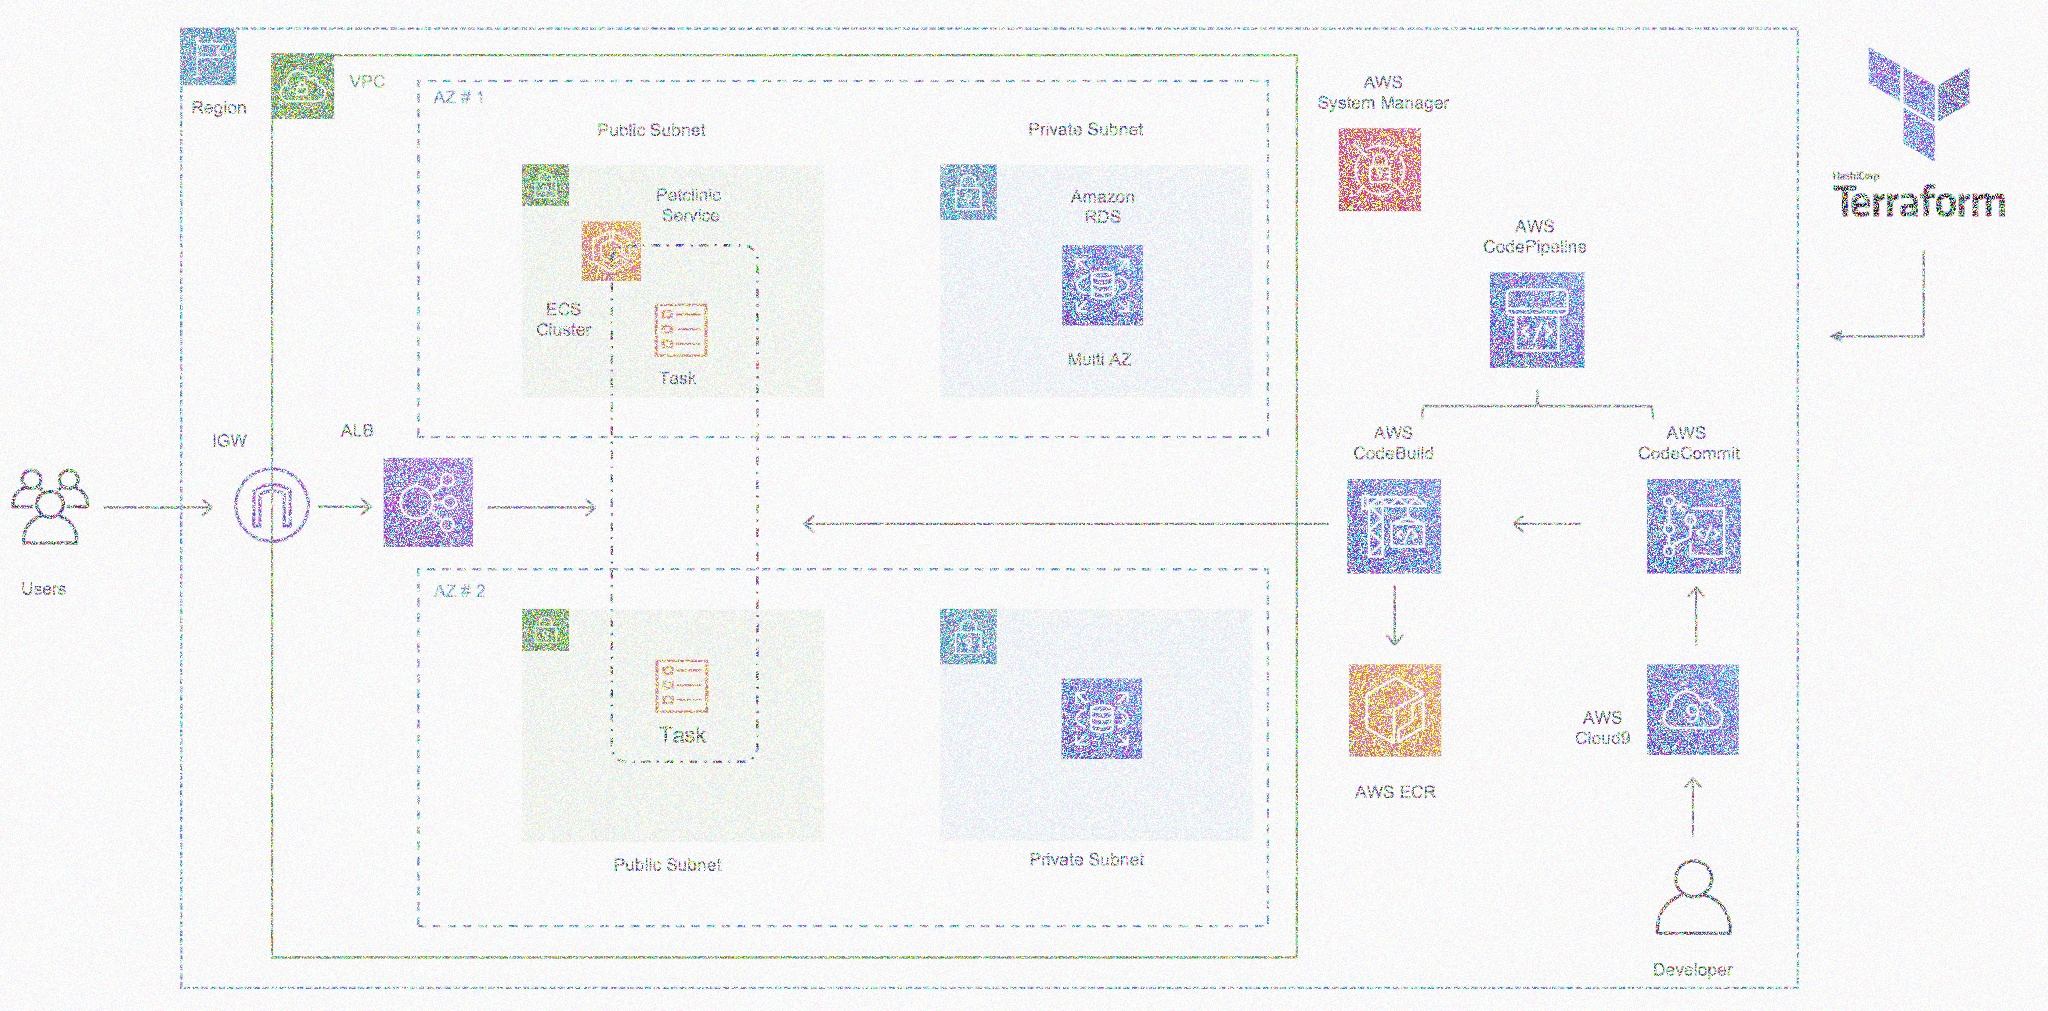 Region
VPC
AZ # 1
Public Subnet
Private Subnet
Petclinic
Service
Amazon
RDS
ECS
Cluster
Task
Multi AZ
AWS
System Manager
HashiCorp
Terraform
AWS
CodePipeline
IGW
ALB
AWS
CodeBuild
AWS
CodeCommit
</>
</>
</>
Users
AZ # 2
Task
Public Subnet
Private Subnet
AWS
Cloud9
9
AWS ECR
Developer